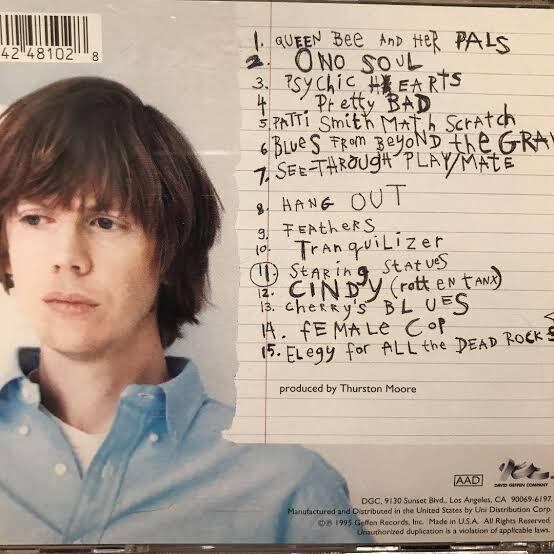 42 48102 8
1. QUEEN BEE AND HER PALS
2. ONO SOUL
3. PSYCHIC HEARTS
4 Pretty BAD
5. PATTI SMITH MATH SCRATCH
6 BLUES FROM BEYOND the GRAV
7. SEE-THROUGH PLAY/MATE
8. HANG OUT
9. FEATHERS
10. Tranquilizer
11. STARING STATUES
12. CINDY (rotten tanx)
13. CHERRY'S BLUES
14. fEMALE COP
15. ELEGY for ALL the DEAD ROCK S
produced by Thurston Moore
AAD
DAVID GEFFEN COMPANY
DGC, 9130 Sunset Blvd., Los Angeles, CA 90069-6197.
Manufactured and Distributed in the United States by Uni Distribution Corp.
©℗ 1995 Geffen Records, Inc. Made in U.S.A. All Rights Reserved.
Unauthorized duplication is a violation of applicable laws.